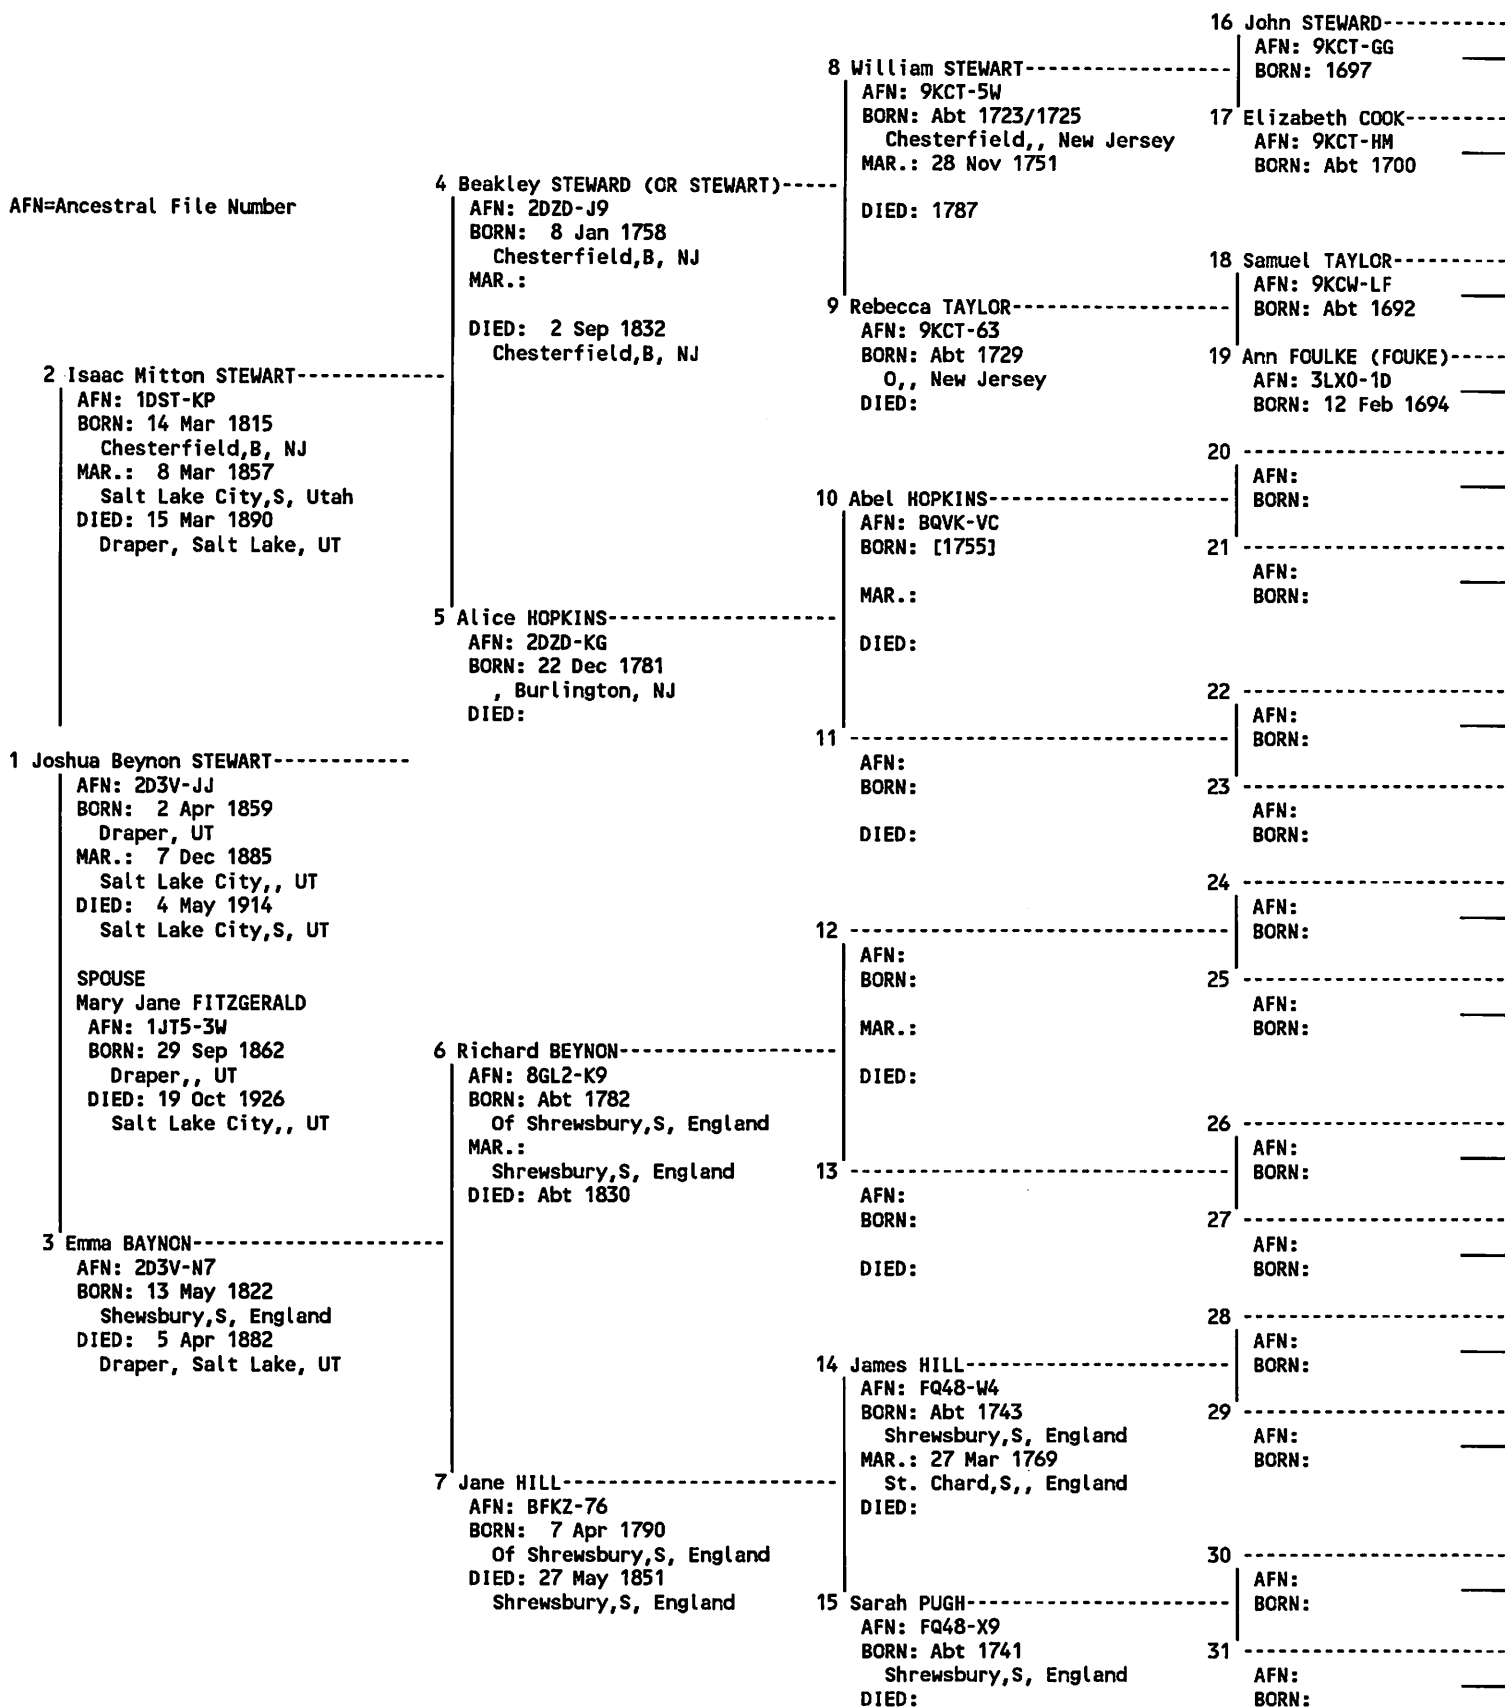 AFN=Ancestral File Number
1 Joshua Beynon STEWART
AFN: 2D3V-JJ
BORN: 2 Apr 1859
Draper, UT
MAR.: 7 Dec 1885
Salt Lake City,, UT
DIED: 4 May 1914
Salt Lake City,S, UT
SPOUSE
Mary Jane FITZGERALD
AFN: 1JT5-3W
BORN: 29 Sep 1862
Draper,, UT
DIED: 19 Oct 1926
Salt Lake City,, UT
2 Isaac Mitton STEWART
AFN: 1DST-KP
BORN: 14 Mar 1815
Chesterfield,B, NJ
MAR.: 8 Mar 1857
Salt Lake City,S, Utah
DIED: 15 Mar 1890
Draper, Salt Lake, UT
3 Emma BAYNON
AFN: 2D3V-N7
BORN: 13 May 1822
Shewsbury,S, England
DIED: 5 Apr 1882
Draper, Salt Lake, UT
4 Beakley STEWARD (OR STEWART)
AFN: 2DZD-J9
BORN: 8 Jan 1758
Chesterfield,B, NJ
MAR.:
DIED: 2 Sep 1832
Chesterfield,B, NJ
5 Alice HOPKINS
AFN: 2DZD-KG
BORN: 22 Dec 1781
, Burlington, NJ
DIED:
6 Richard BEYNON
AFN: 8GL2-K9
BORN: Abt 1782
Of Shrewsbury,S, England
MAR.:
Shrewsbury,S, England
DIED: Abt 1830
7 Jane HILL
AFN: BFKZ-76
BORN: 7 Apr 1790
Of Shrewsbury,S, England
DIED: 27 May 1851
Shrewsbury,S, England
8 William STEWART
AFN: 9KCT-5W
BORN: Abt 1723/1725
Chesterfield,, New Jersey
MAR.: 28 Nov 1751
DIED: 1787
9 Rebecca TAYLOR
AFN: 9KCT-63
BORN: Abt 1729
O,, New Jersey
DIED:
10 Abel HOPKINS
AFN: BQVK-VC
BORN: [1755]
MAR.:
DIED:
11
AFN:
BORN:
DIED:
12
AFN:
BORN:
MAR.:
DIED:
13
AFN:
BORN:
DIED:
14 James HILL
AFN: FQ48-W4
BORN: Abt 1743
Shrewsbury,S, England
MAR.: 27 Mar 1769
St. Chard,S,, England
DIED:
15 Sarah PUGH
AFN: FQ48-X9
BORN: Abt 1741
Shrewsbury,S, England
DIED:
16 John STEWARD
AFN: 9KCT-GG
BORN: 1697
17 Elizabeth COOK
AFN: 9KCT-HM
BORN: Abt 1700
18 Samuel TAYLOR
AFN: 9KCW-LF
BORN: Abt 1692
19 Ann FOULKE (FOUKE)
AFN: 3LX0-1D
BORN: 12 Feb 1694
20
AFN:
BORN:
21
AFN:
BORN:
22
AFN:
BORN:
23
AFN:
BORN:
24
AFN:
BORN:
25
AFN:
BORN:
26
AFN:
BORN:
27
AFN:
BORN:
28
AFN:
BORN:
29
AFN:
BORN:
30
AFN:
BORN:
31
AFN:
BORN: